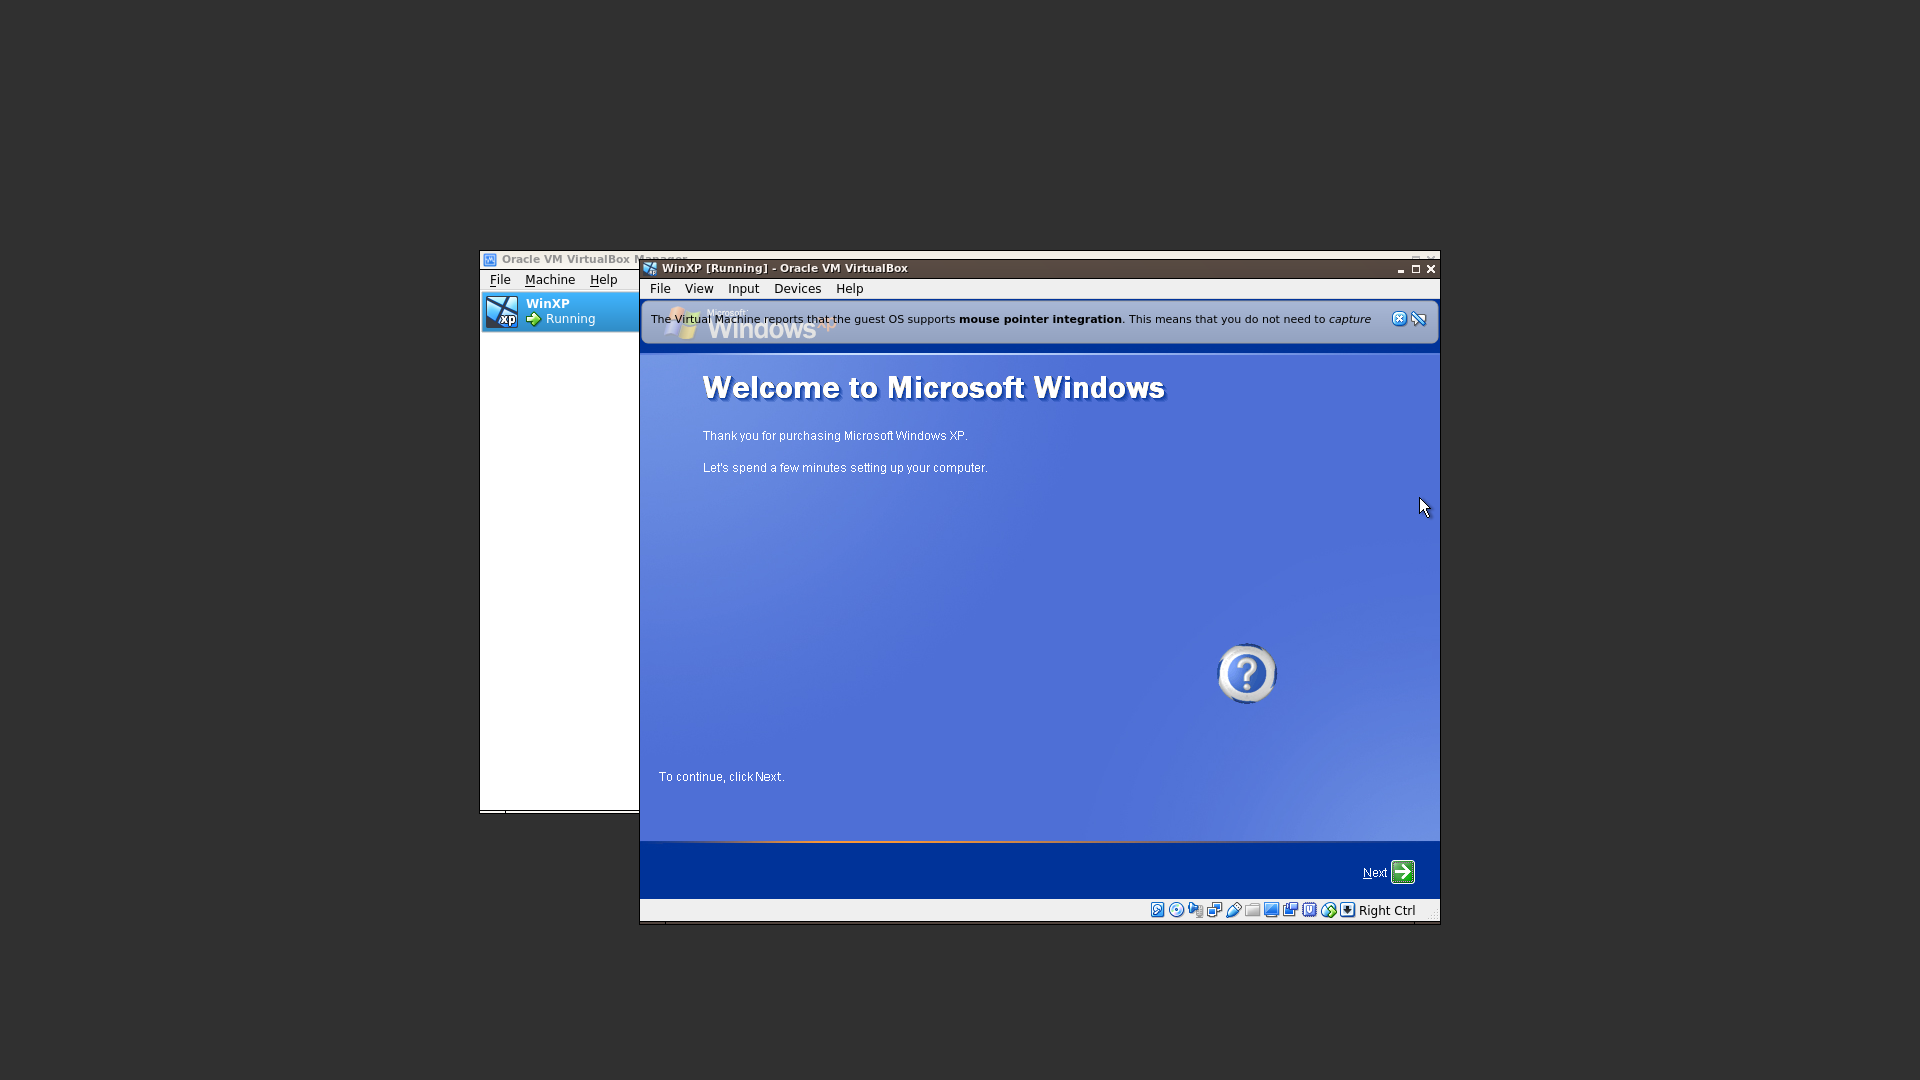 Oracle VM VirtualBox Manager
File Machine Help
WinXP
Running
WinXP [Running] - Oracle VM VirtualBox
File View Input Devices Help
The Virtual Machine reports that the guest OS supports mouse pointer integration. This means that you do not need to capture
Microsoft
Windows xp
Welcome to Microsoft Windows
Thank you for purchasing Microsoft Windows XP.
Let's spend a few minutes setting up your computer.
To continue, click Next.
Next
Right Ctrl